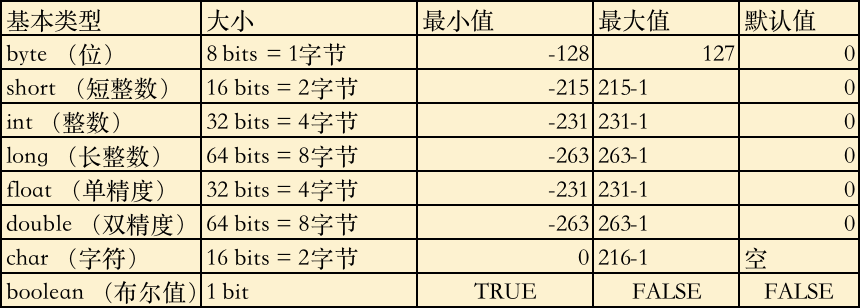 基本类型 大小 最小值 最大值 默认值
byte （位） 8 bits = 1字节 -128 127 0
short （短整数） 16 bits = 2字节 -215 215-1 0
int （整数） 32 bits = 4字节 -231 231-1 0
long （长整数） 64 bits = 8字节 -263 263-1 0
float （单精度） 32 bits = 4字节 -231 231-1 0
double （双精度） 64 bits = 8字节 -263 263-1 0
char （字符） 16 bits = 2字节 0 216-1 空
boolean （布尔值） 1 bit TRUE FALSE FALSE